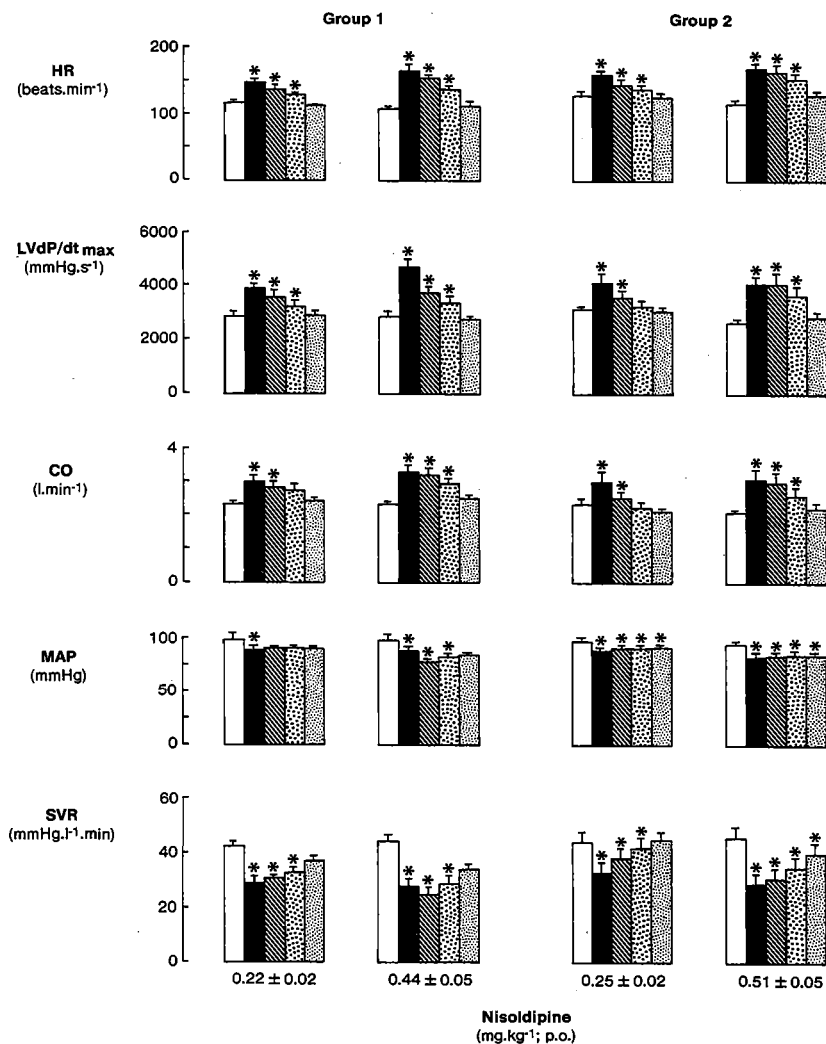 Group 1 Group 2
HR
(beats.min-1)
200
100
0
* * * * * * * * * * * *
LVdP/dt max
(mmHg.s-1)
6000
4000
2000
0
* * * * * * * * * * *
CO
(l.min-1)
4
2
0
* * * * * * * * * *
MAP
(mmHg)
100
50
0
* * * * * * * * * * * *
SVR
(mmHg.l-1.min)
60
40
20
0
* * * * * * * * * * * * *
0.22 ± 0.02 0.44 ± 0.05 0.25 ± 0.02 0.51 ± 0.05
Nisoldipine
(mg.kg-1; p.o.)